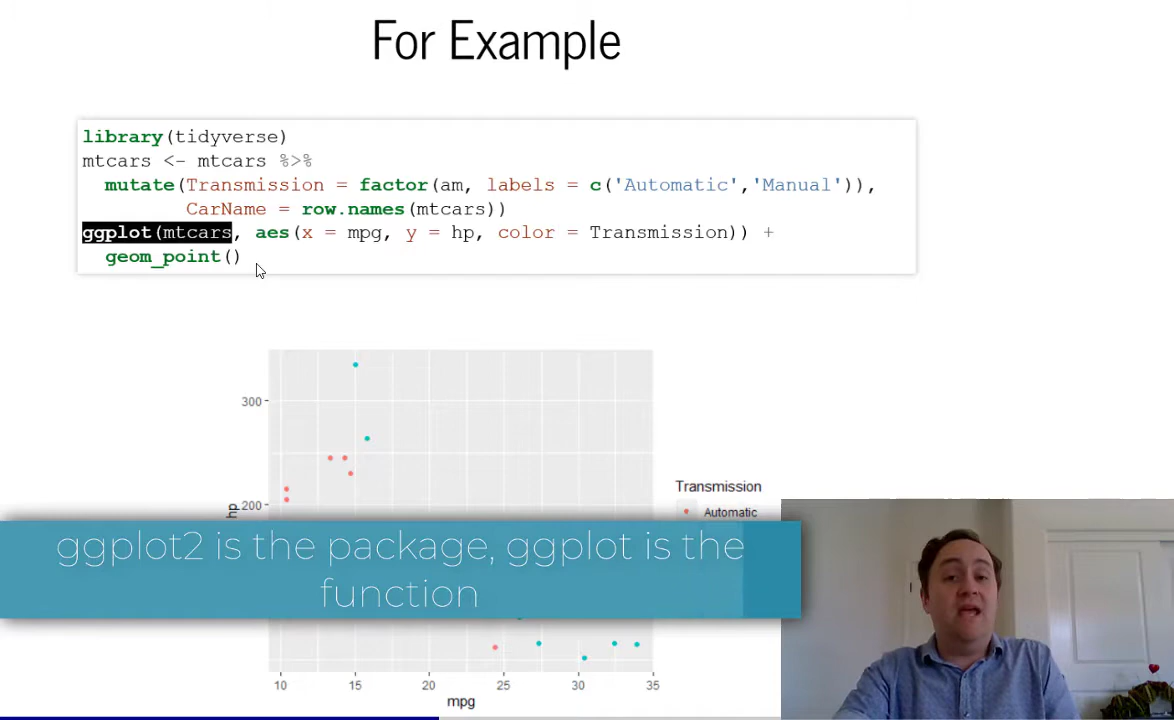 For Example
library(tidyverse)
mtcars <- mtcars %>%
mutate(Transmission = factor(am, labels = c('Automatic','Manual')),
CarName = row.names(mtcars))
ggplot(mtcars, aes(x = mpg, y = hp, color = Transmission)) +
geom_point()
300
200
hp
Transmission
Automatic
ggplot2 is the package, ggplot is the
function
10 15 20 25 30 35
mpg